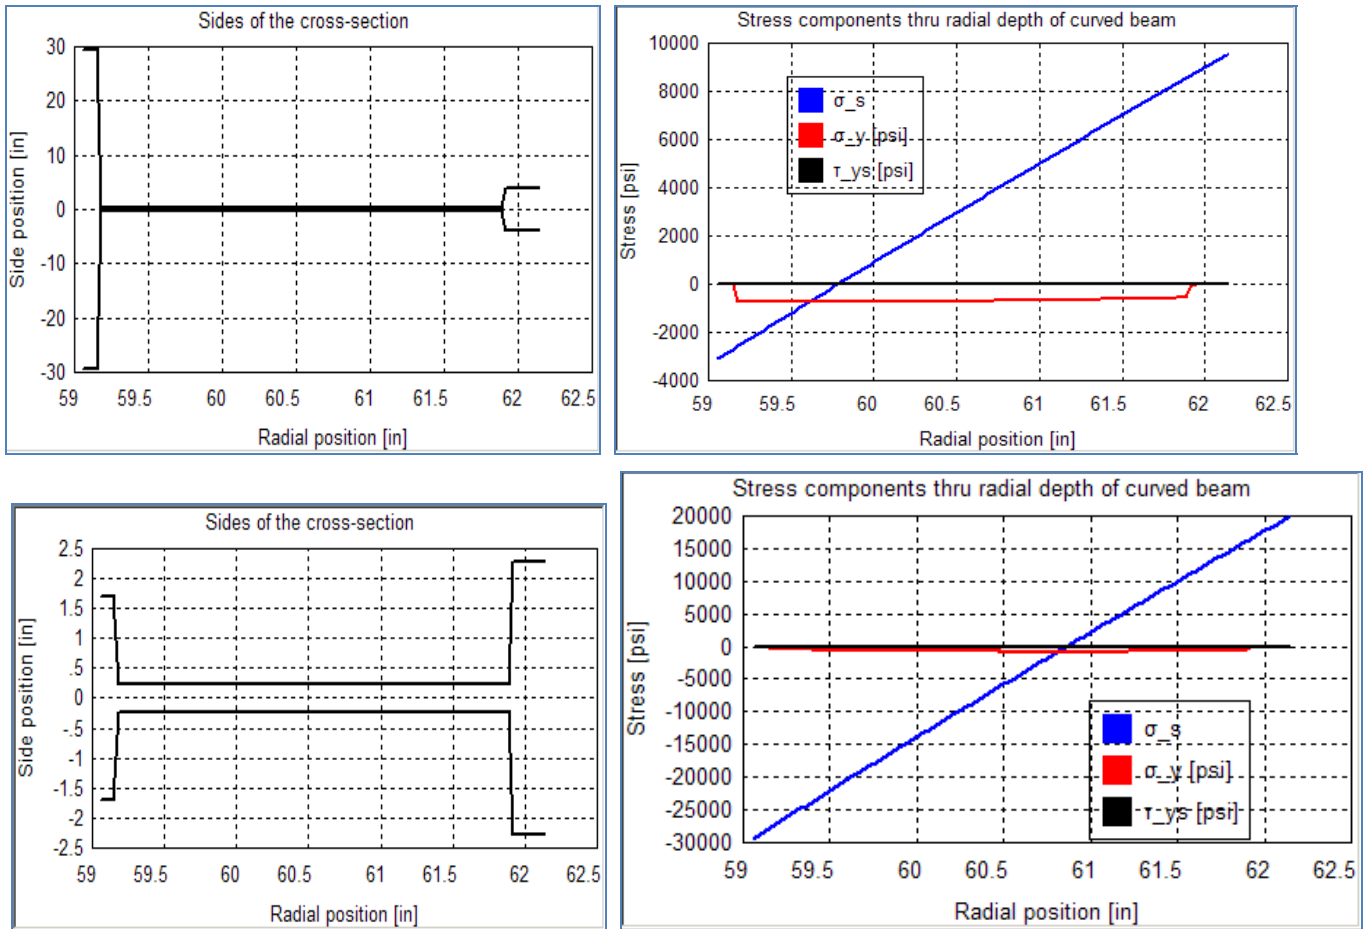 Sides of the cross-section
30
20
10
0
-10
-20
-30
Side position [in]
59 59.5 60 60.5 61 61.5 62 62.5
Radial position [in]
Stress components thru radial depth of curved beam
10000
8000
6000
4000
2000
0
-2000
-4000
Stress [psi]
σ_s
σ_y [psi]
τ_ys [psi]
59 59.5 60 60.5 61 61.5 62 62.5
Radial position [in]
Sides of the cross-section
2.5
2
1.5
1
.5
0
-.5
-1
-1.5
-2
-2.5
Side position [in]
59 59.5 60 60.5 61 61.5 62 62.5
Radial position [in]
Stress components thru radial depth of curved beam
20000
15000
10000
5000
0
-5000
-10000
-15000
-20000
-25000
-30000
Stress [psi]
σ_s
σ_y [psi]
τ_ys [psi]
59 59.5 60 60.5 61 61.5 62 62.5
Radial position [in]